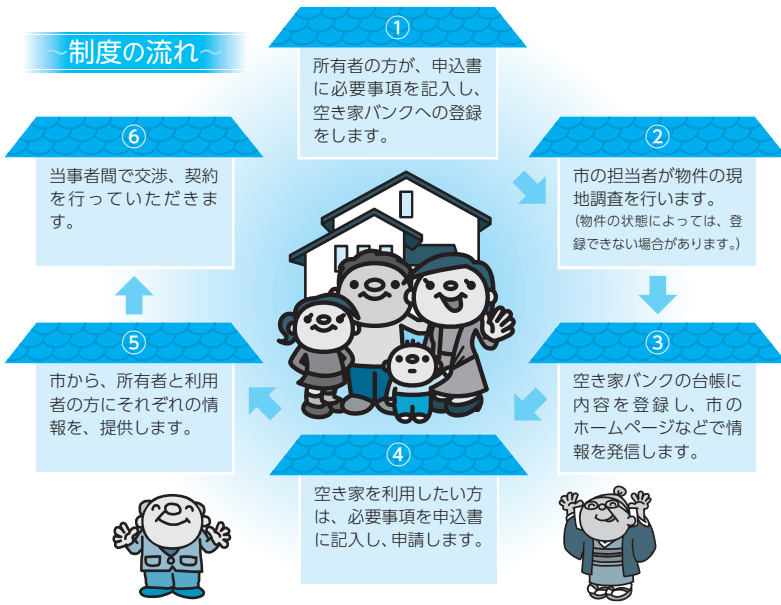 ～制度の流れ～
①
所有者の方が、申込書
に必要事項を記入し、
空き家バンクへの登録
をします。
②
市の担当者が物件の現
地調査を行います。
（物件の状態によっては、登
録できない場合があります。）
③
空き家バンクの台帳に
内容を登録し、市の
ホームページなどで情
報を発信します。
④
空き家を利用したい方
は、必要事項を申込書
に記入し、申請します。
⑤
市から、所有者と利用
者の方にそれぞれの情
報を、提供します。
⑥
当事者間で交渉、契約
を行っていただきま
す。